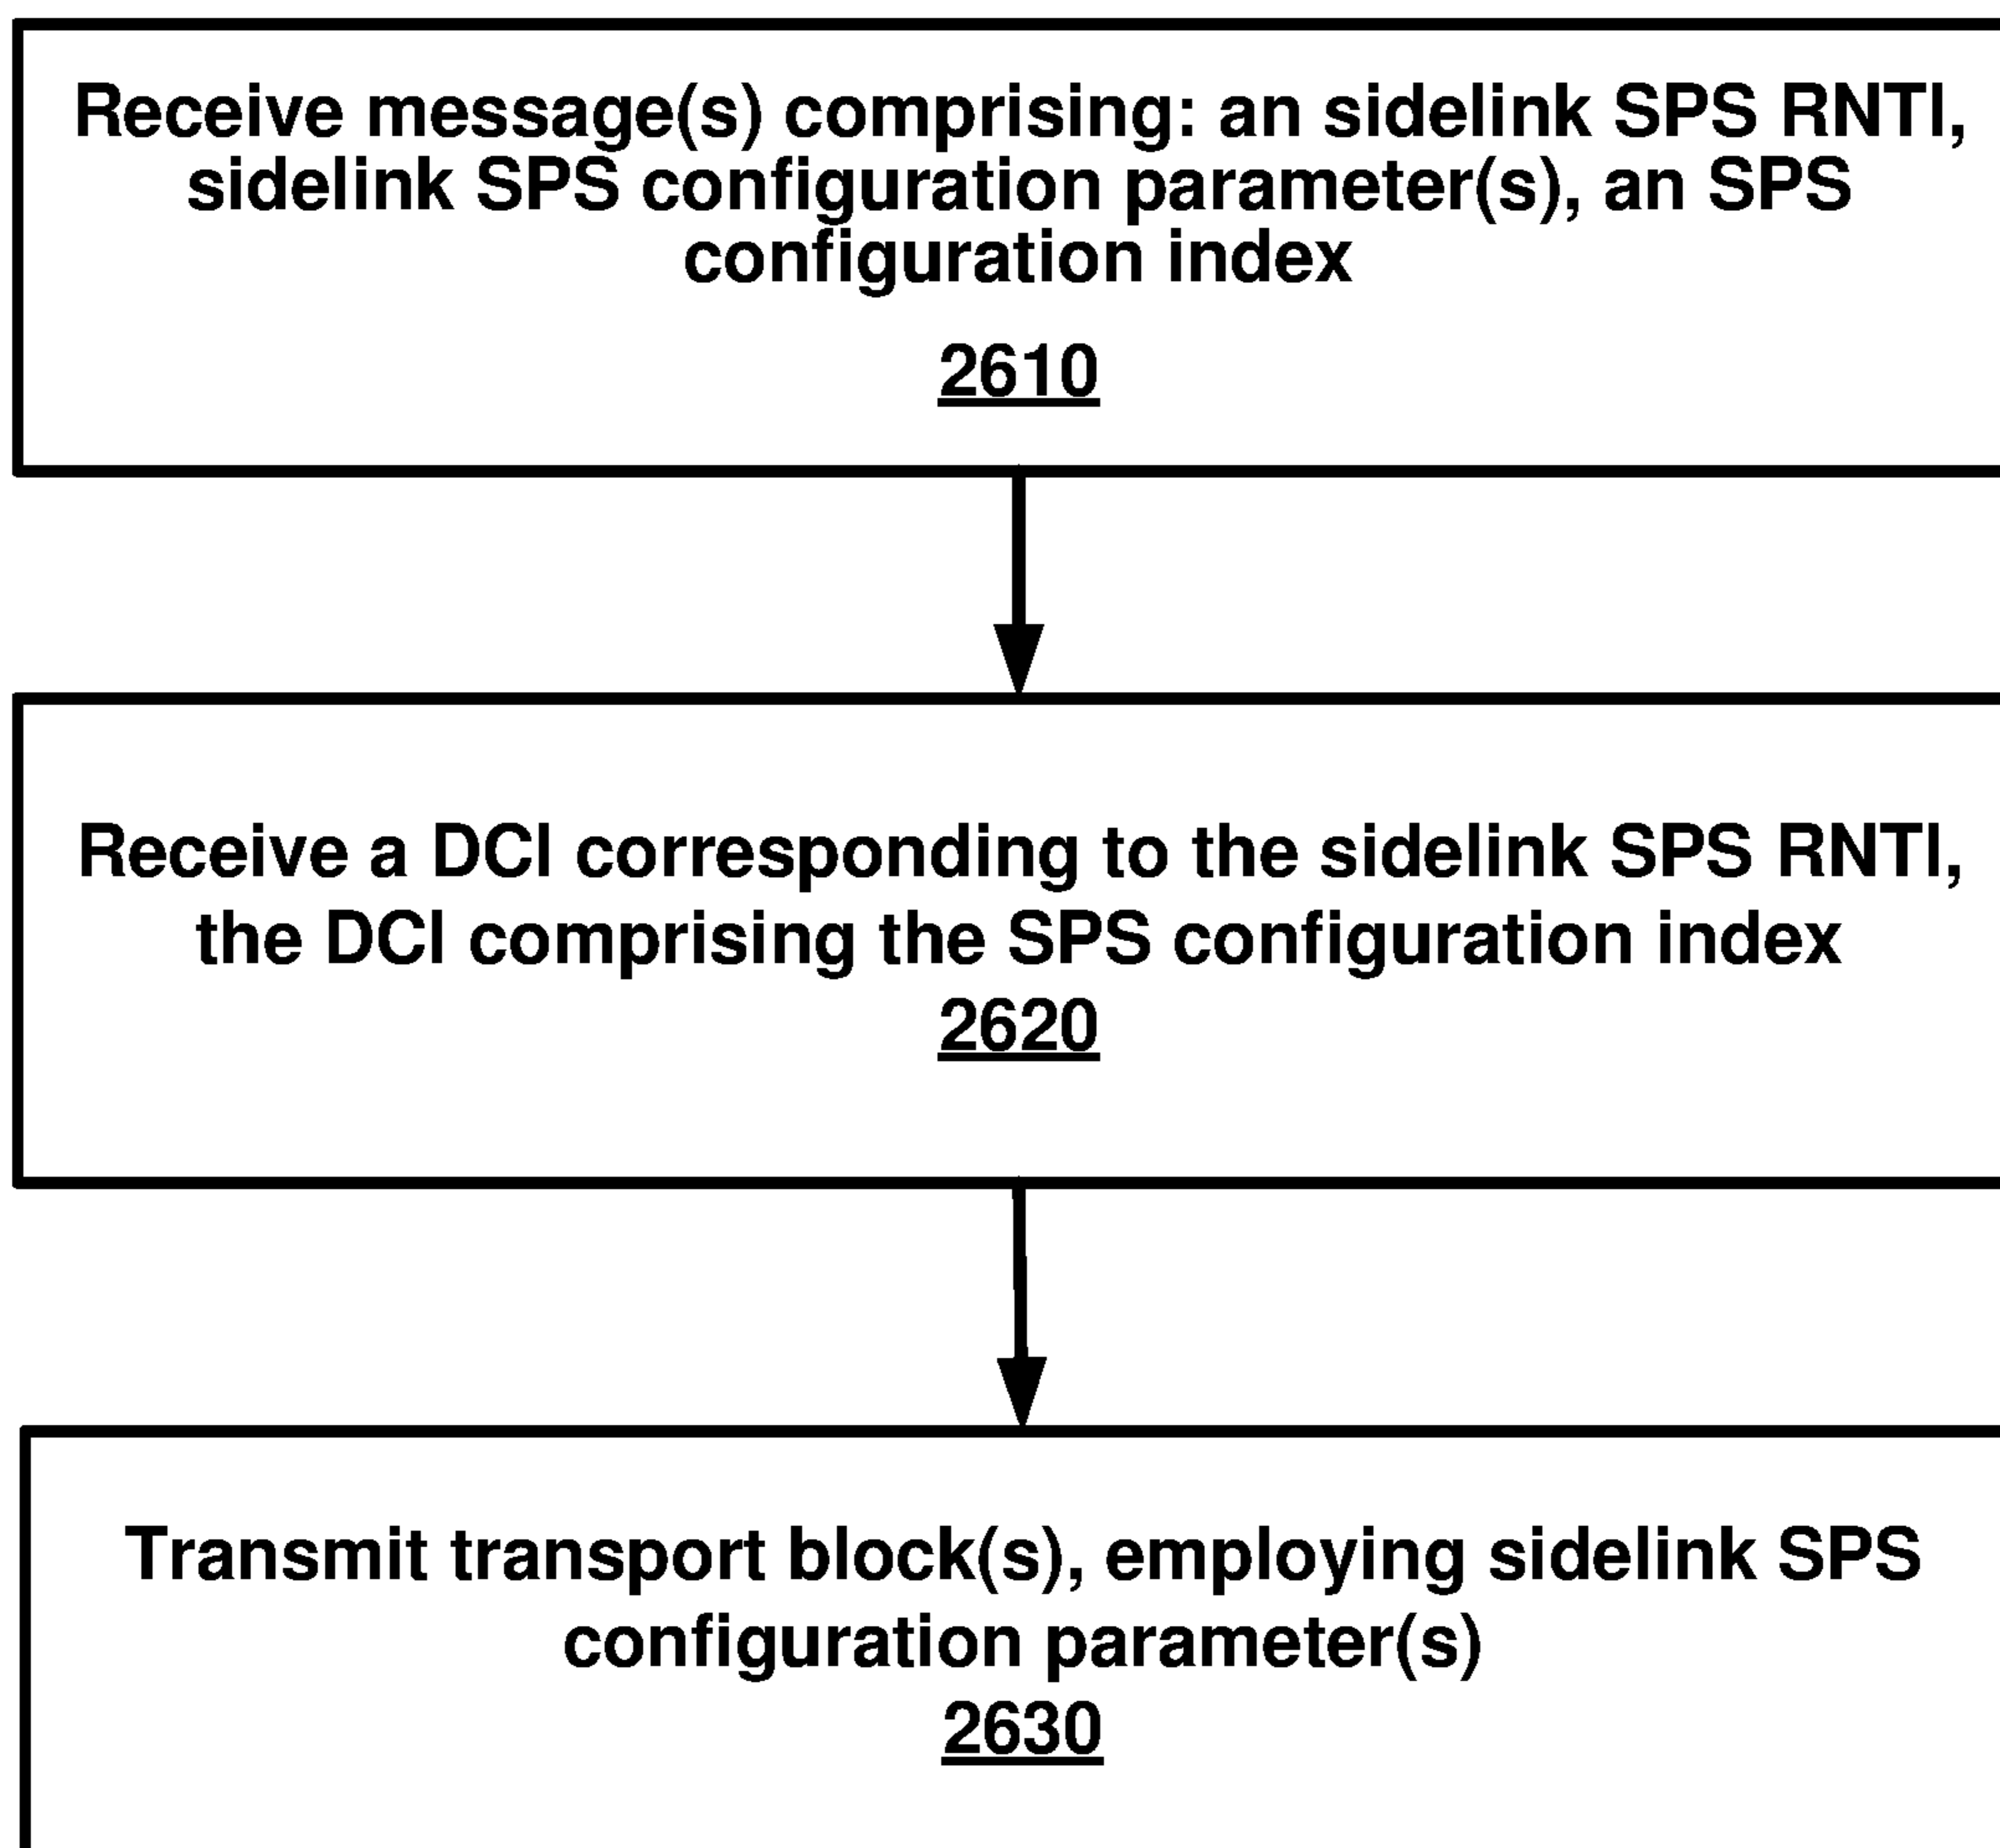 Receive message(s) comprising: an sidelink SPS RNTI,
sidelink SPS configuration parameter(s), an SPS
configuration index
2610
Receive a DCI corresponding to the sidelink SPS RNTI,
the DCI comprising the SPS configuration index
2620
Transmit transport block(s), employing sidelink SPS
configuration parameter(s)
2630